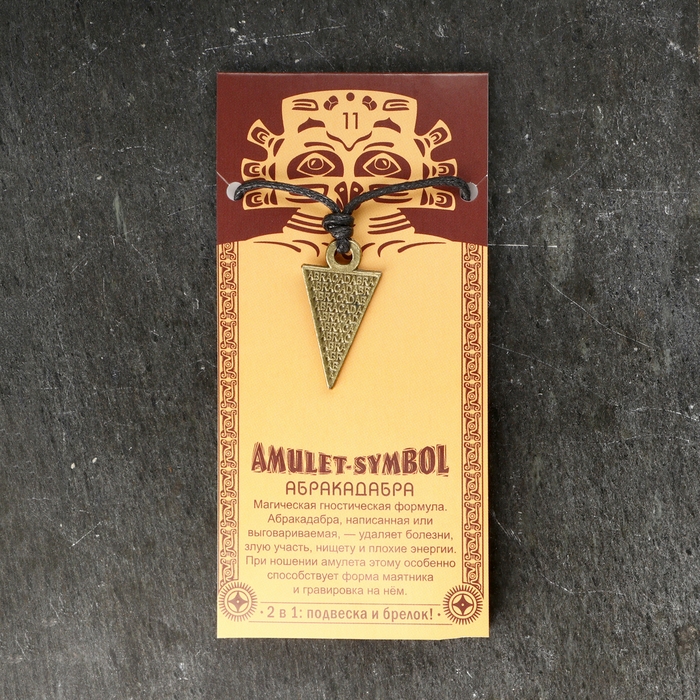 11
ABRACADABRA
AMULET-SYMBOL
АБРАКАДАБРА
Магическая гностическая формула.
Абракадабра, написанная или
выговариваемая, — удаляет болезни,
злую участь, нищету и плохие энергии.
При ношении амулета этому особенно
способствует форма маятника
и гравировка на нём.
· 2 в 1: подвеска и брелок! ·